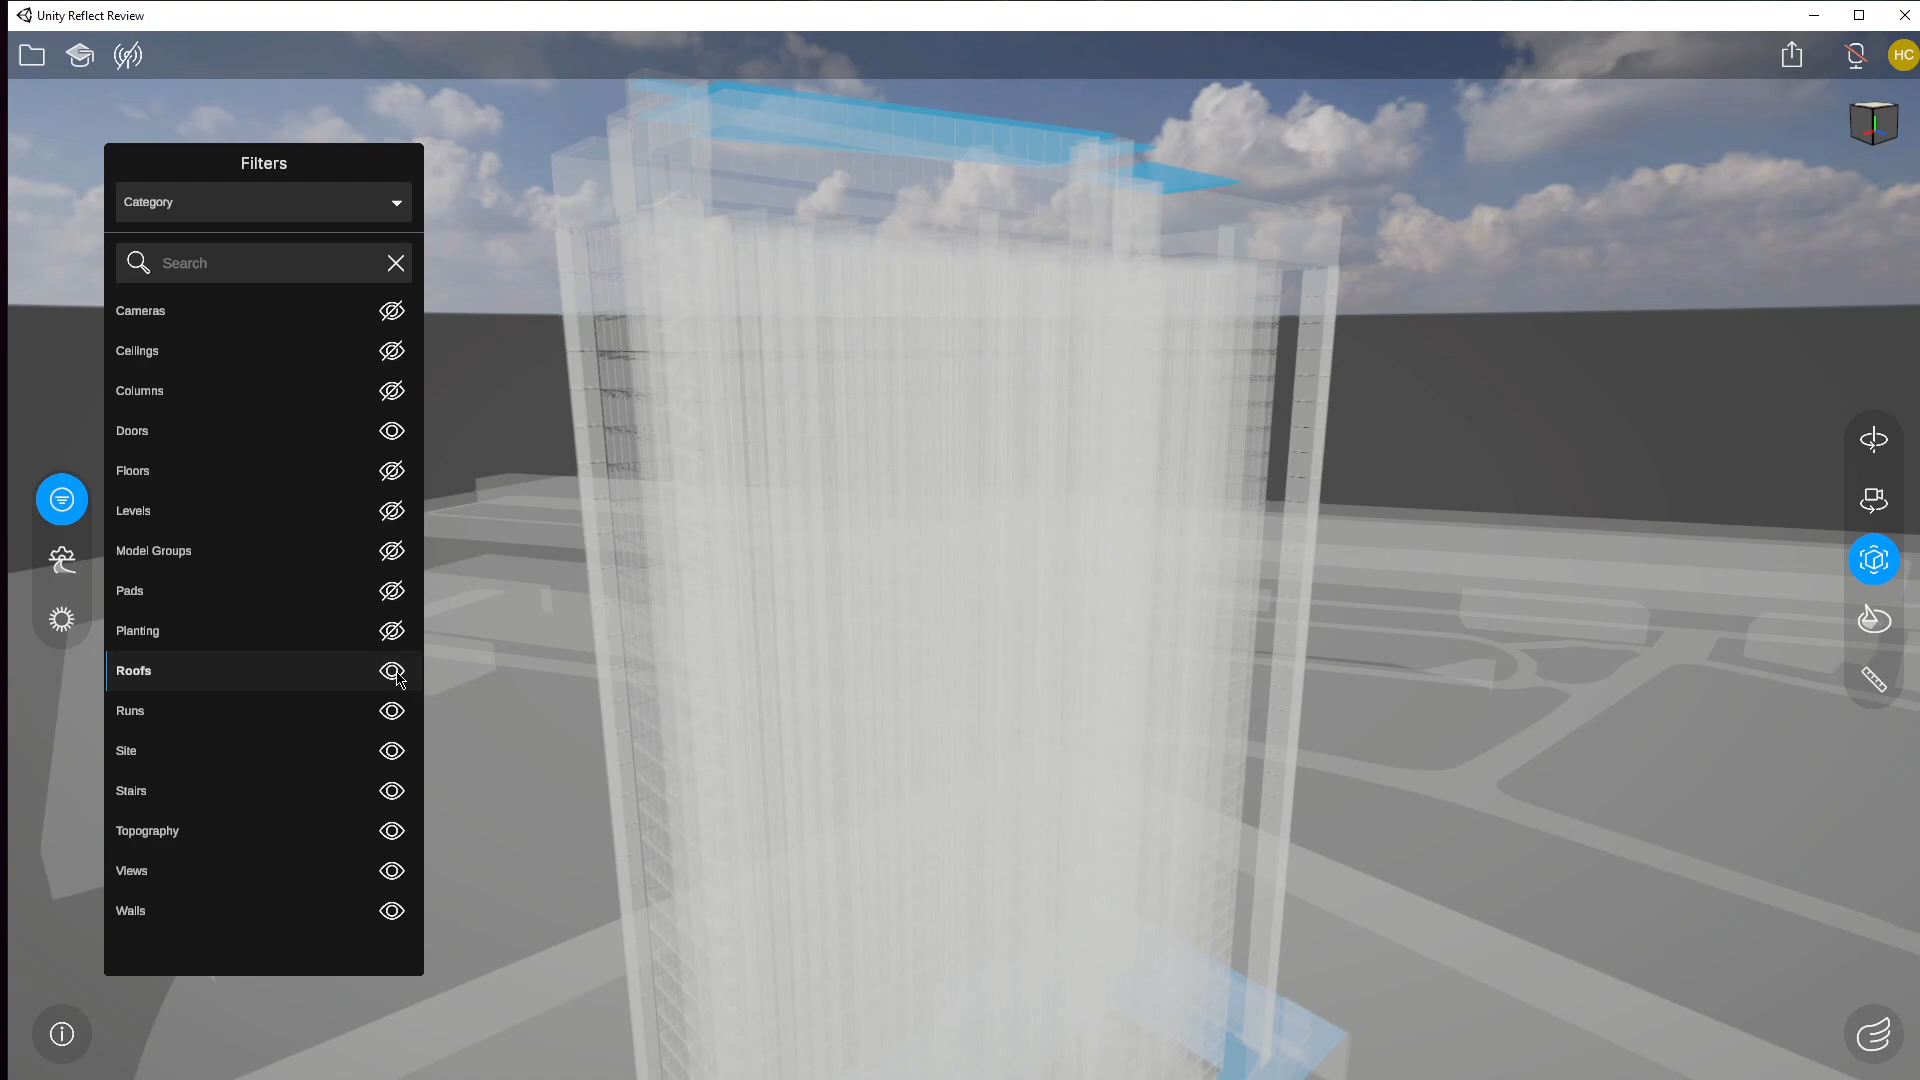 Unity Reflect Review
HC
Filters
Category
Search
Cameras
Ceilings
Columns
Doors
Floors
Levels
Model Groups
Pads
Planting
Roofs
Runs
Site
Stairs
Topography
Views
Walls